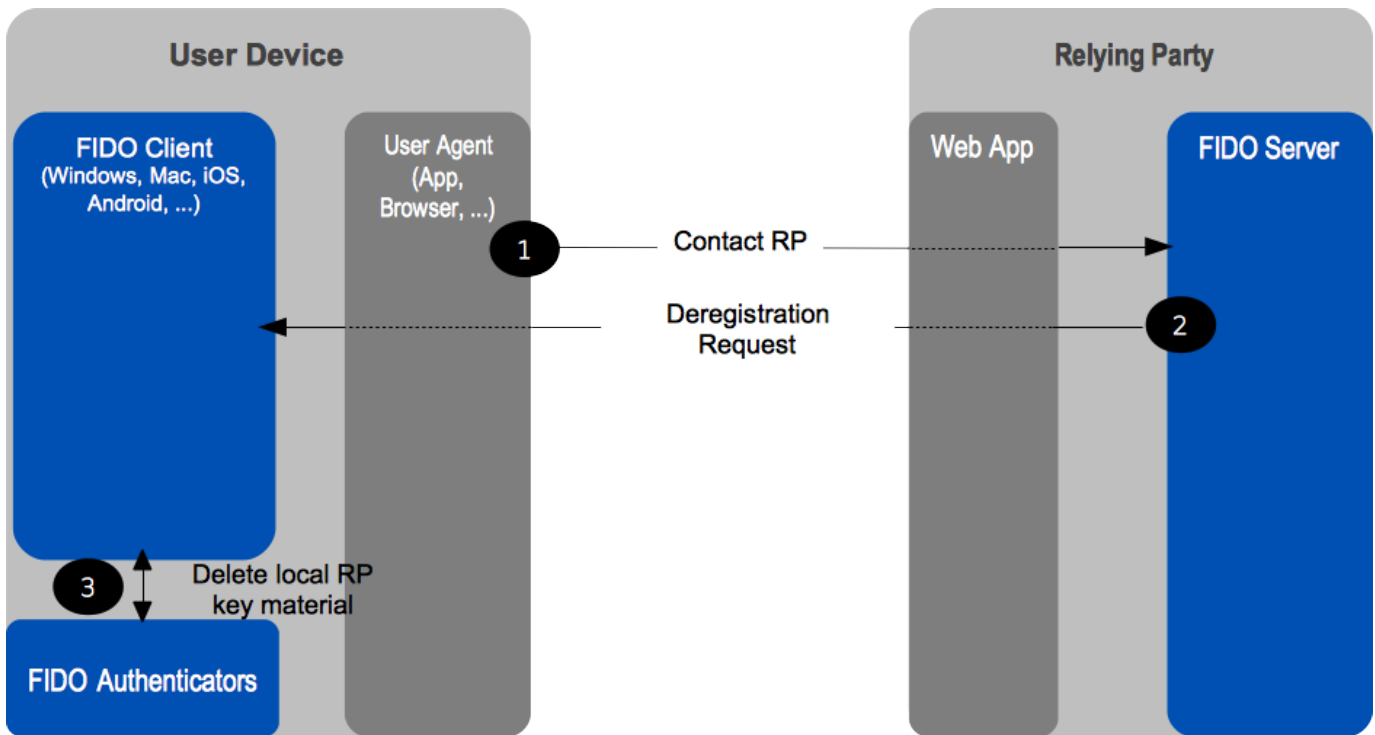 User Device
Relying Party
FIDO Client
(Windows, Mac, iOS,
Android, ...)
User Agent
(App,
Browser, ...)
Web App
FIDO Server
1
Contact RP
Deregistration
Request
2
3
Delete local RP
key material
FIDO Authenticators